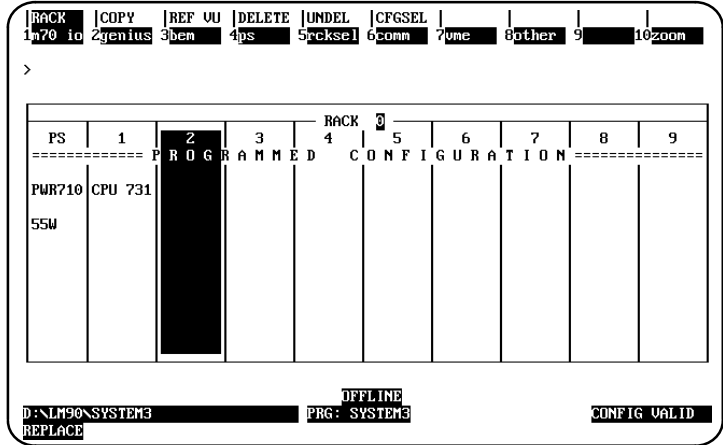 RACK COPY REF VU DELETE UNDEL CFGSEL
1m70 io 2genius 3bem 4ps 5rcksel 6comm 7vme 8other 9 10zoom
>
RACK 0
PS 1 2 3 4 5 6 7 8 9
============= P R O G R A M M E D C O N F I G U R A T I O N ===============
PWR710 CPU 731
55W
OFFLINE
D:\LM90\SYSTEM3 PRG: SYSTEM3 CONFIG VALID
REPLACE